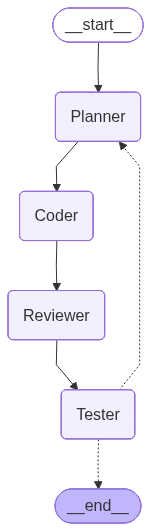 __start__
Planner
Coder
Reviewer
Tester
__end__